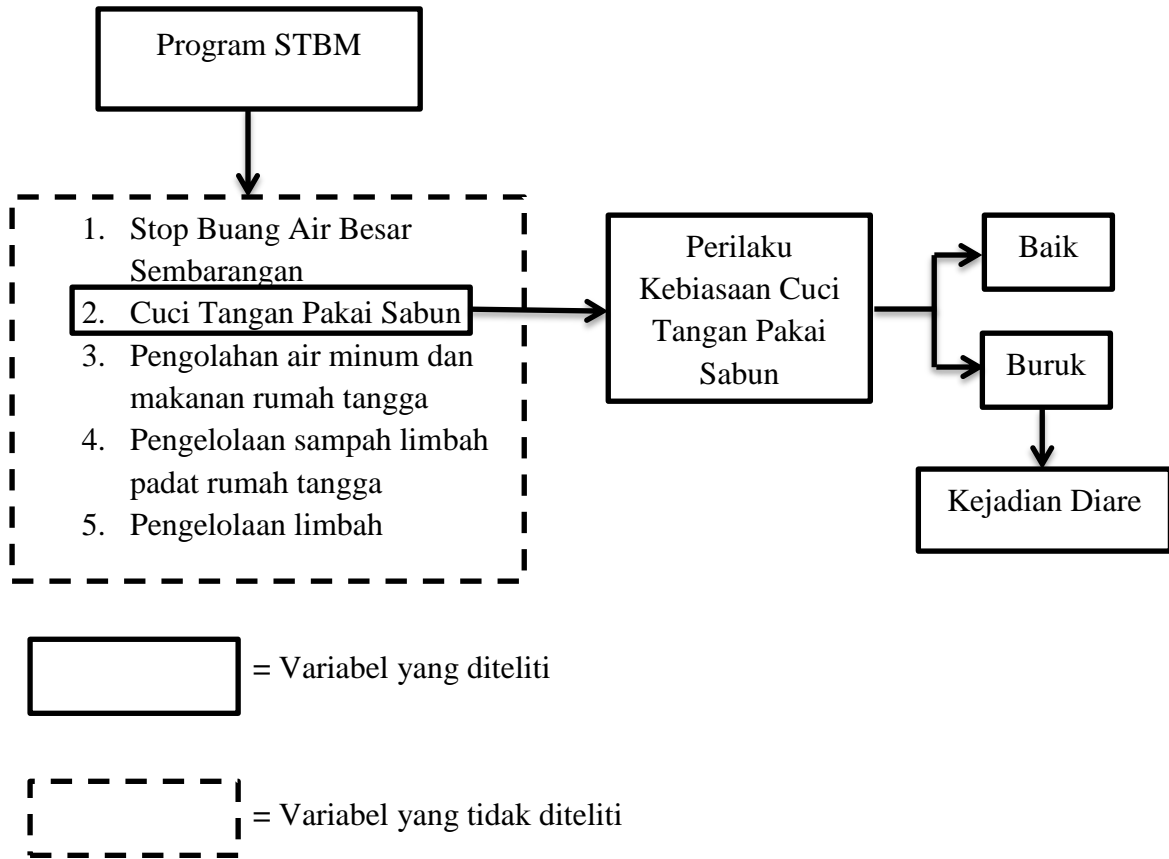 Program STBM
1. Stop Buang Air Besar
Sembarangan
2. Cuci Tangan Pakai Sabun
3. Pengolahan air minum dan
makanan rumah tangga
4. Pengelolaan sampah limbah
padat rumah tangga
5. Pengelolaan limbah
Perilaku
Kebiasaan Cuci
Tangan Pakai
Sabun
Baik
Buruk
Kejadian Diare
= Variabel yang diteliti
= Variabel yang tidak diteliti